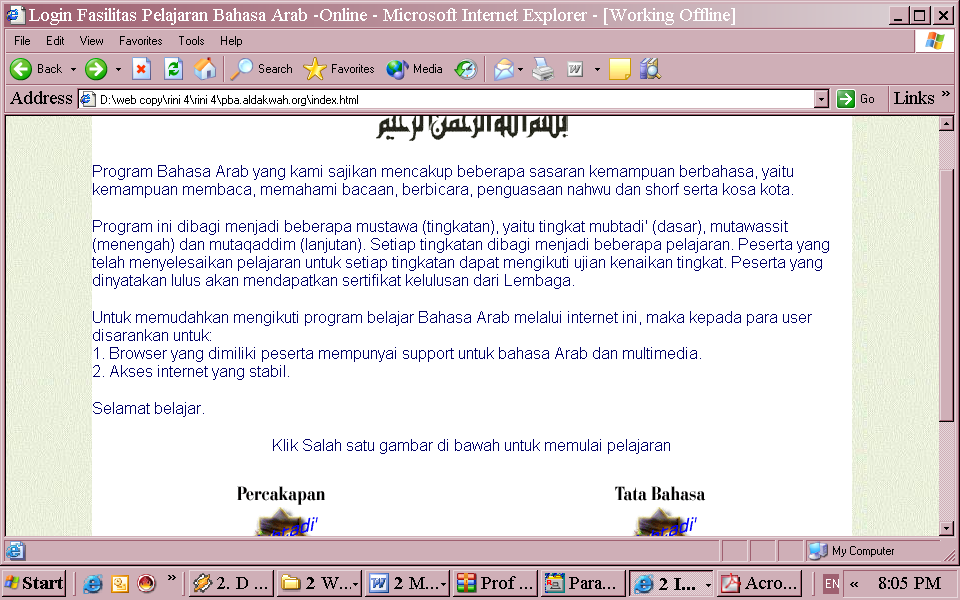 Login Fasilitas Pelajaran Bahasa Arab -Online - Microsoft Internet Explorer - [Working Offline]
File Edit View Favorites Tools Help
Back Search Favorites Media
Address D:\web copy\rini 4\rini 4\pba.aldakwah.org\index.html Go Links »
بسم الله الرحمن الرحيم
Program Bahasa Arab yang kami sajikan mencakup beberapa sasaran kemampuan berbahasa, yaitu
kemampuan membaca, memahami bacaan, berbicara, penguasaan nahwu dan shorf serta kosa kota.
Program ini dibagi menjadi beberapa mustawa (tingkatan), yaitu tingkat mubtadi' (dasar), mutawassit
(menengah) dan mutaqaddim (lanjutan). Setiap tingkatan dibagi menjadi beberapa pelajaran. Peserta yang
telah menyelesaikan pelajaran untuk setiap tingkatan dapat mengikuti ujian kenaikan tingkat. Peserta yang
dinyatakan lulus akan mendapatkan sertifikat kelulusan dari Lembaga.
Untuk memudahkan mengikuti program belajar Bahasa Arab melalui internet ini, maka kepada para user
disarankan untuk:
1. Browser yang dimiliki peserta mempunyai support untuk bahasa Arab dan multimedia.
2. Akses internet yang stabil.
Selamat belajar.
Klik Salah satu gambar di bawah untuk memulai pelajaran
Percakapan Tata Bahasa
My Computer
Start » 2. D ... 2 W... 2 M... Prof ... Para... 2 I... Acro... EN « 8:05 PM